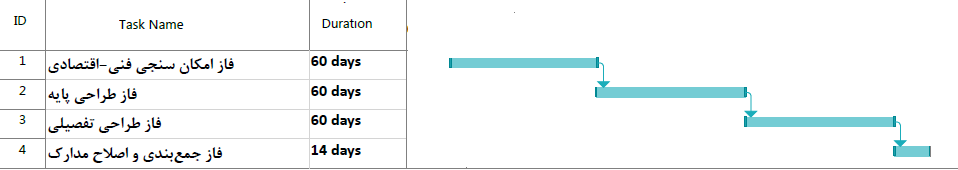 ID Task Name Duration
1 فاز امکان سنجی فنی-اقتصادی 60 days
2 فاز طراحی پایه 60 days
3 فاز طراحی تفصیلی 60 days
4 فاز جمع‌بندی و اصلاح مدارک 14 days